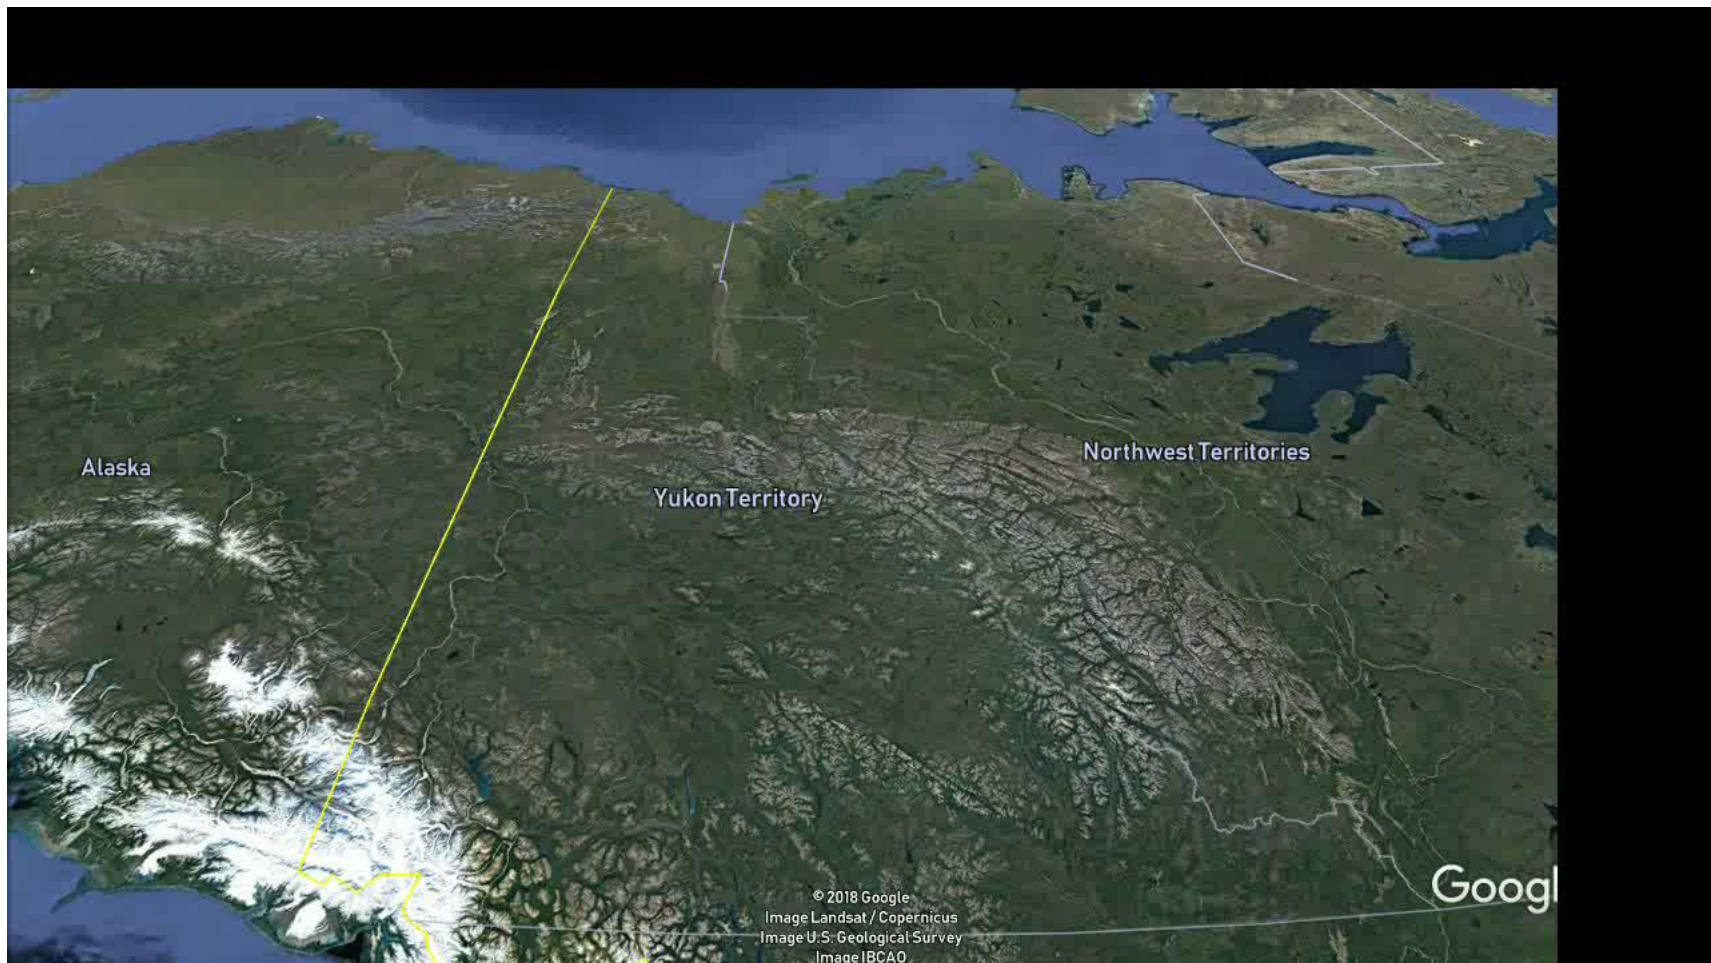 Alaska
Northwest Territories
Yukon Territory
© 2018 Google
Image Landsat / Copernicus
Image U.S. Geological Survey
Image IBCAO
Googl